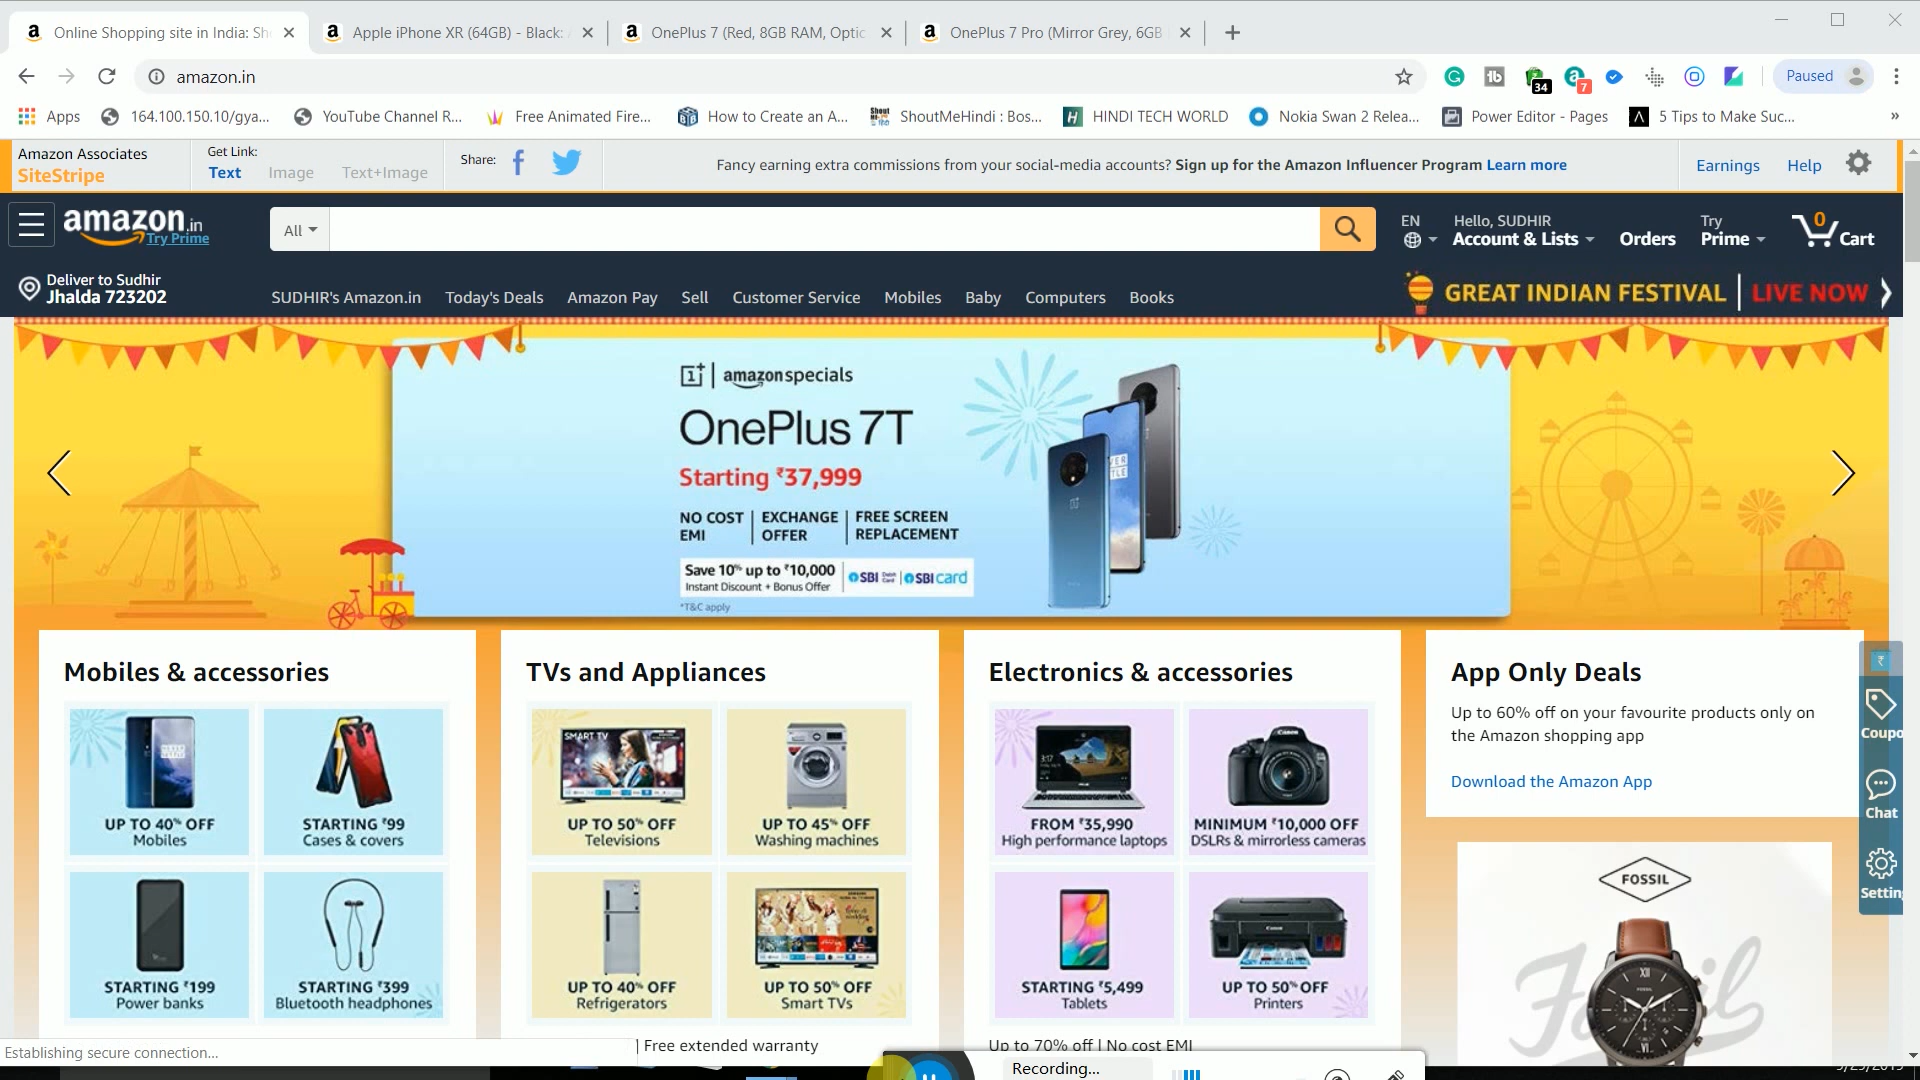 Online Shopping site in India: Sh
Apple iPhone XR (64GB) - Black:
OnePlus 7 (Red, 8GB RAM, Optic
OnePlus 7 Pro (Mirror Grey, 6GB
amazon.in
34
7
Paused
Apps
164.100.150.10/gya...
YouTube Channel R...
Free Animated Fire...
How to Create an A...
ShoutMeHindi : Bos...
HINDI TECH WORLD
Nokia Swan 2 Relea...
Power Editor - Pages
5 Tips to Make Suc...
»
Amazon Associates
SiteStripe
Get Link:
Text
Image
Text+Image
Share:
Fancy earning extra commissions from your social-media accounts? Sign up for the Amazon Influencer Program Learn more
Earnings
Help
amazon.in
Try Prime
All
EN
Hello, SUDHIR
Account & Lists
Orders
Try
Prime
0
Cart
Deliver to Sudhir
Jhalda 723202
SUDHIR's Amazon.in
Today's Deals
Amazon Pay
Sell
Customer Service
Mobiles
Baby
Computers
Books
GREAT INDIAN FESTIVAL | LIVE NOW
1+ | amazonspecials
OnePlus 7T
Starting ₹37,999
NO COST
EMI
EXCHANGE
OFFER
FREE SCREEN
REPLACEMENT
Save 10% up to ₹10,000
Instant Discount + Bonus Offer
SBI Debit Card | SBI card
*T&C apply
Mobiles & accessories
UP TO 40% OFF
Mobiles
STARTING ₹99
Cases & covers
STARTING ₹199
Power banks
STARTING ₹399
Bluetooth headphones
TVs and Appliances
SMART TV
UP TO 50% OFF
Televisions
UP TO 45% OFF
Washing machines
UP TO 40% OFF
Refrigerators
UP TO 50% OFF
Smart TVs
| Free extended warranty
Electronics & accessories
FROM ₹35,990
High performance laptops
Canon
MINIMUM ₹10,000 OFF
DSLRs & mirrorless cameras
STARTING ₹5,499
Tablets
Canon
UP TO 50% OFF
Printers
Up to 70% off | No cost EMI
App Only Deals
Up to 60% off on your favourite products only on
the Amazon shopping app
Download the Amazon App
FOSSIL
Fossil
Coupo
Chat
Settin
Establishing secure connection...
Recording...